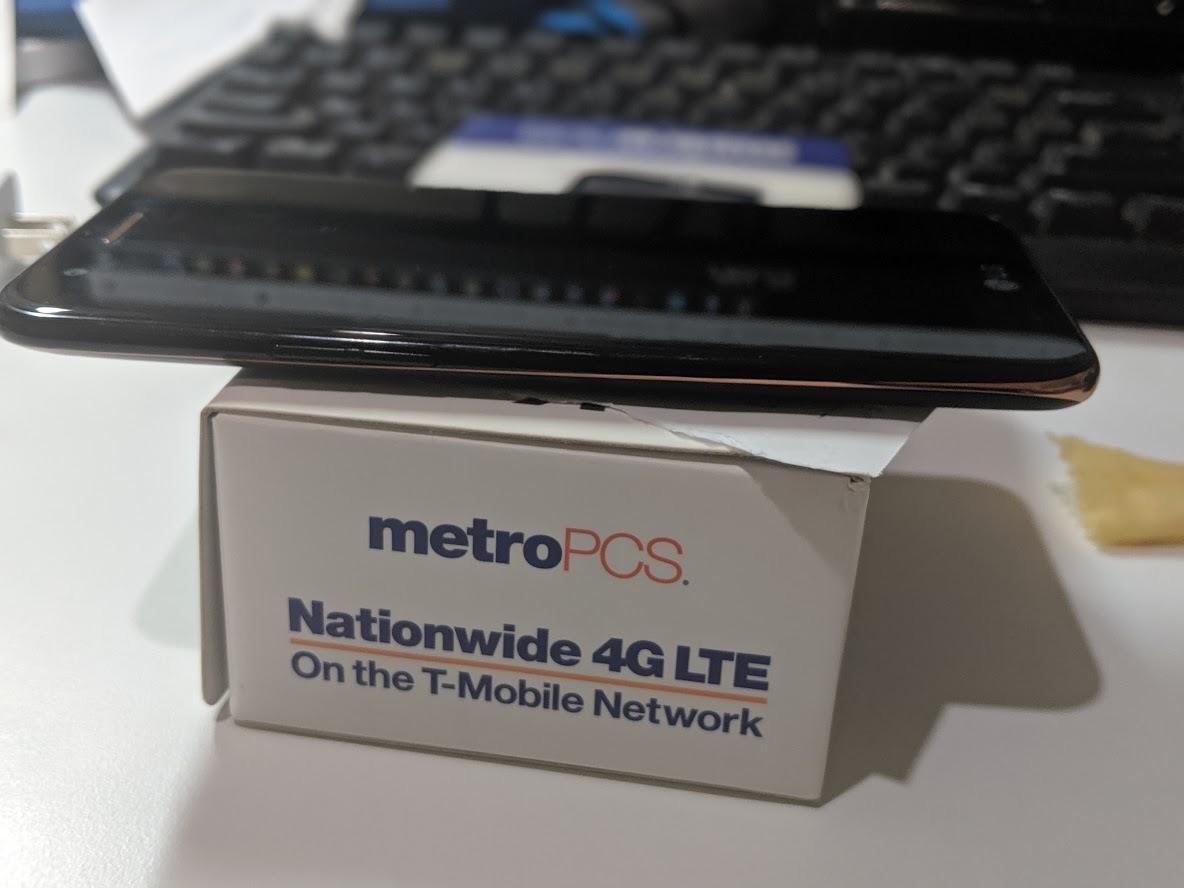 metroPCS.
Nationwide 4G LTE
On the T-Mobile Network